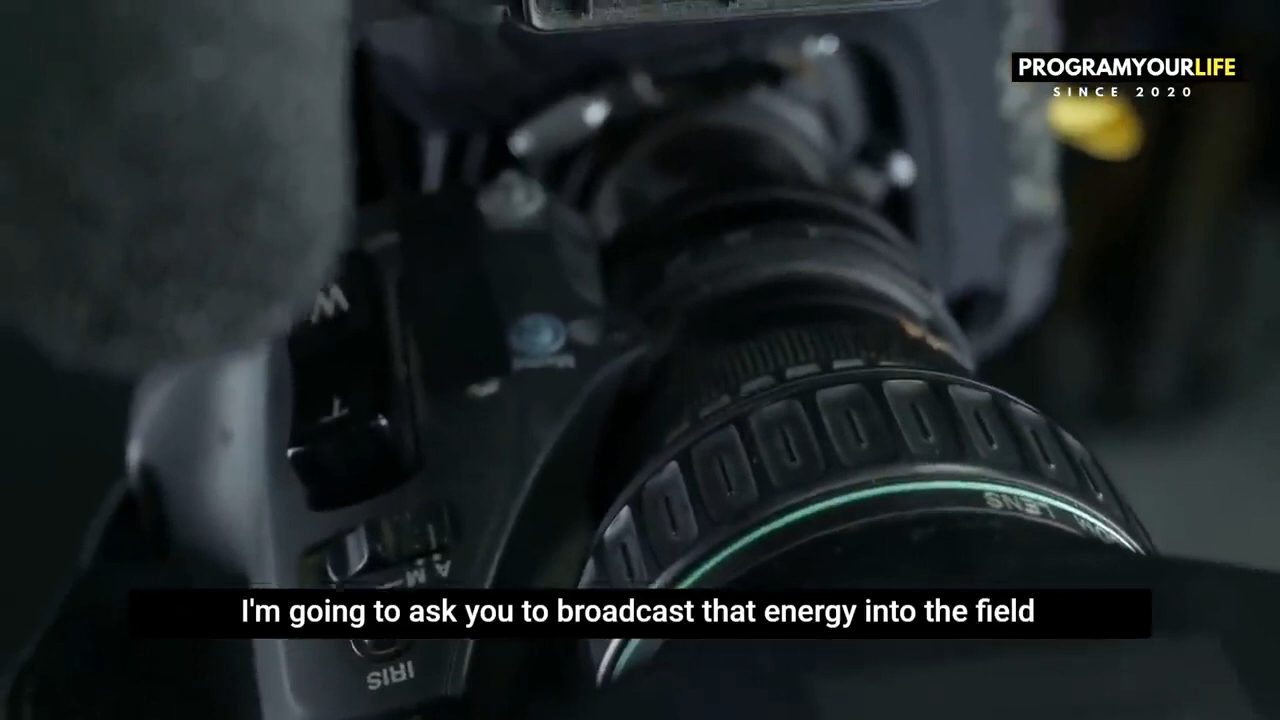 PROGRAMYOURLIFE
SINCE 2020
W
T
A M
LENS
I'm going to ask you to broadcast that energy into the field
IRIS